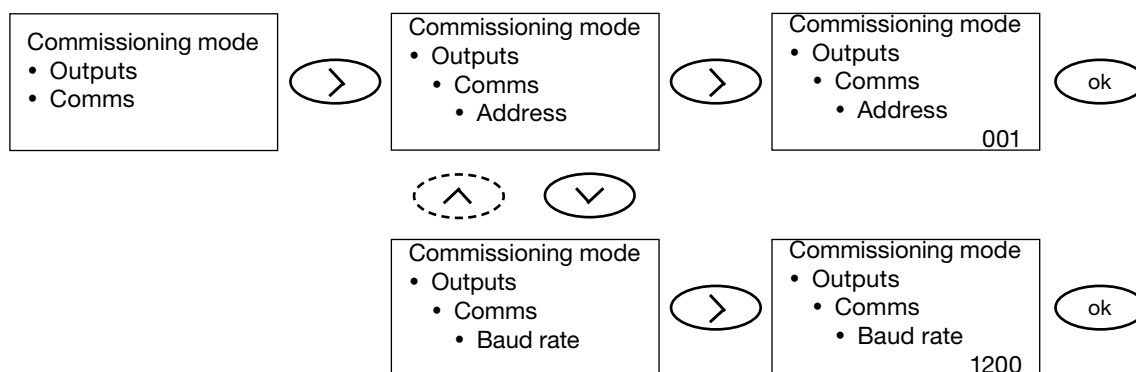 Commissioning mode
• Outputs
• Comms
Commissioning mode
• Outputs
• Comms
• Address
Commissioning mode
• Outputs
• Comms
• Address
001
ok
Commissioning mode
• Outputs
• Comms
• Baud rate
Commissioning mode
• Outputs
• Comms
• Baud rate
1200
ok